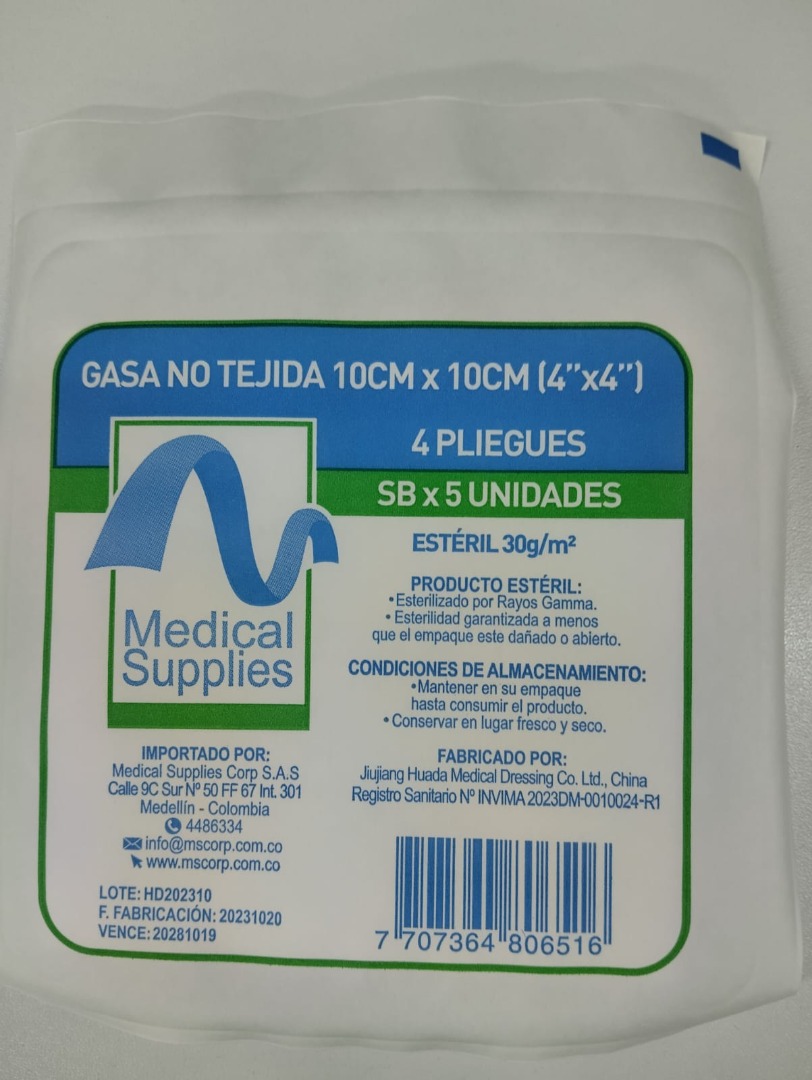 GASA NO TEJIDA 10CM x 10CM (4”x4”)
4 PLIEGUES
SB x 5 UNIDADES
Medical
Supplies
ESTÉRIL 30g/m²
PRODUCTO ESTÉRIL:
•Esterilizado por Rayos Gamma.
• Esterilidad garantizada a menos
que el empaque este dañado o abierto.
CONDICIONES DE ALMACENAMIENTO:
•Mantener en su empaque
hasta consumir el producto.
• Conservar en lugar fresco y seco.
IMPORTADO POR:
Medical Supplies Corp S.A.S
Calle 9C Sur Nº 50 FF 67 Int. 301
Medellín - Colombia
4486334
info@mscorp.com.co
www.mscorp.com.co
FABRICADO POR:
Jiujiang Huada Medical Dressing Co. Ltd., China
Registro Sanitario Nº INVIMA 2023DM-0010024-R1
LOTE: HD202310
F. FABRICACIÓN: 20231020
VENCE: 20281019
7 707364 806516